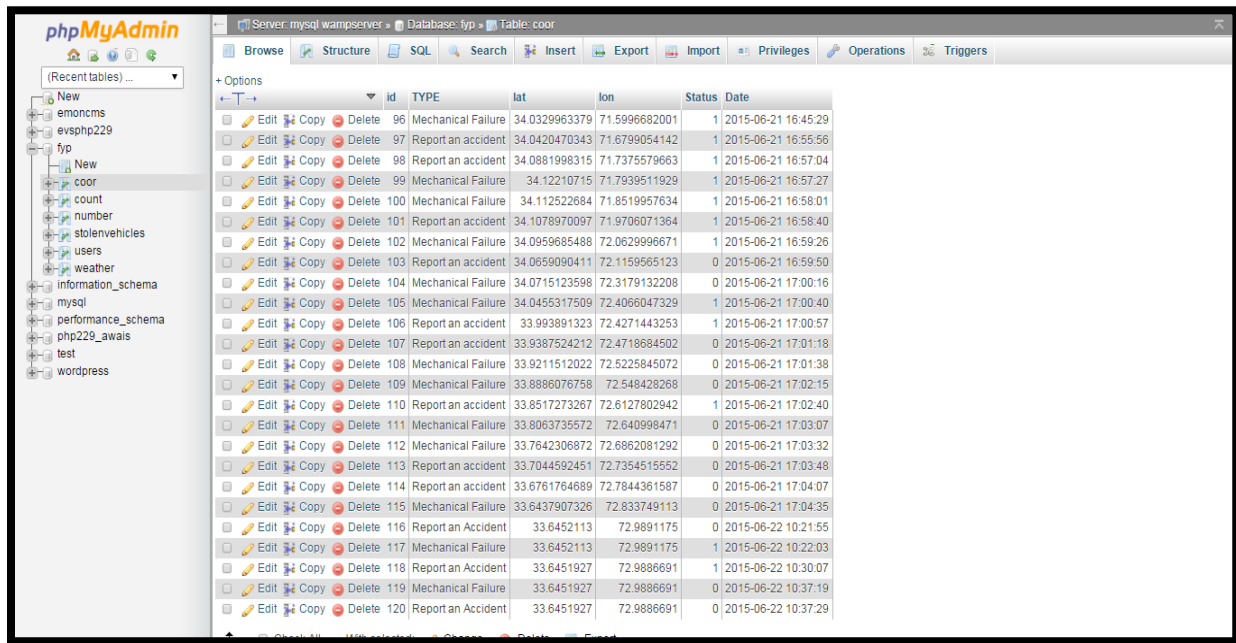 phpMyAdmin
(Recent tables) ...
New
emoncms
evsphp229
fyp
New
coor
count
number
stolenvehicles
users
weather
information_schema
mysql
performance_schema
php229_awais
test
wordpress
Server: mysql wampserver » Database: fyp » Table: coor
Browse Structure SQL Search Insert Export Import Privileges Operations Triggers
+ Options
←T→ id TYPE lat lon Status Date
Edit Copy Delete 96 Mechanical Failure 34.0329963379 71.5996682001 1 2015-06-21 16:45:29
Edit Copy Delete 97 Report an accident 34.0420470343 71.6799054142 1 2015-06-21 16:55:56
Edit Copy Delete 98 Report an accident 34.0881998315 71.7375579663 1 2015-06-21 16:57:04
Edit Copy Delete 99 Mechanical Failure 34.12210715 71.7939511929 1 2015-06-21 16:57:27
Edit Copy Delete 100 Mechanical Failure 34.112522684 71.8519957634 1 2015-06-21 16:58:01
Edit Copy Delete 101 Report an accident 34.1078970097 71.9706071364 1 2015-06-21 16:58:40
Edit Copy Delete 102 Mechanical Failure 34.0959685488 72.0629996671 1 2015-06-21 16:59:26
Edit Copy Delete 103 Report an accident 34.0659090411 72.1159565123 0 2015-06-21 16:59:50
Edit Copy Delete 104 Mechanical Failure 34.0715123598 72.3179132208 0 2015-06-21 17:00:16
Edit Copy Delete 105 Mechanical Failure 34.0455317509 72.4066047329 1 2015-06-21 17:00:40
Edit Copy Delete 106 Report an accident 33.993891323 72.4271443253 1 2015-06-21 17:00:57
Edit Copy Delete 107 Report an accident 33.9387524212 72.4718684502 0 2015-06-21 17:01:18
Edit Copy Delete 108 Mechanical Failure 33.9211512022 72.5225845072 0 2015-06-21 17:01:38
Edit Copy Delete 109 Mechanical Failure 33.8886076758 72.548428268 0 2015-06-21 17:02:15
Edit Copy Delete 110 Report an accident 33.8517273267 72.6127802942 1 2015-06-21 17:02:40
Edit Copy Delete 111 Mechanical Failure 33.8063735572 72.640998471 0 2015-06-21 17:03:07
Edit Copy Delete 112 Mechanical Failure 33.7642306872 72.6862081292 0 2015-06-21 17:03:32
Edit Copy Delete 113 Report an accident 33.7044592451 72.7354515552 0 2015-06-21 17:03:48
Edit Copy Delete 114 Report an accident 33.6761764689 72.7844361587 0 2015-06-21 17:04:07
Edit Copy Delete 115 Mechanical Failure 33.6437907326 72.833749113 0 2015-06-21 17:04:35
Edit Copy Delete 116 Report an Accident 33.6452113 72.9891175 0 2015-06-22 10:21:55
Edit Copy Delete 117 Mechanical Failure 33.6452113 72.9891175 1 2015-06-22 10:22:03
Edit Copy Delete 118 Report an Accident 33.6451927 72.9886691 1 2015-06-22 10:30:07
Edit Copy Delete 119 Mechanical Failure 33.6451927 72.9886691 0 2015-06-22 10:37:19
Edit Copy Delete 120 Report an Accident 33.6451927 72.9886691 0 2015-06-22 10:37:29
Check All With selected: Change Delete Export